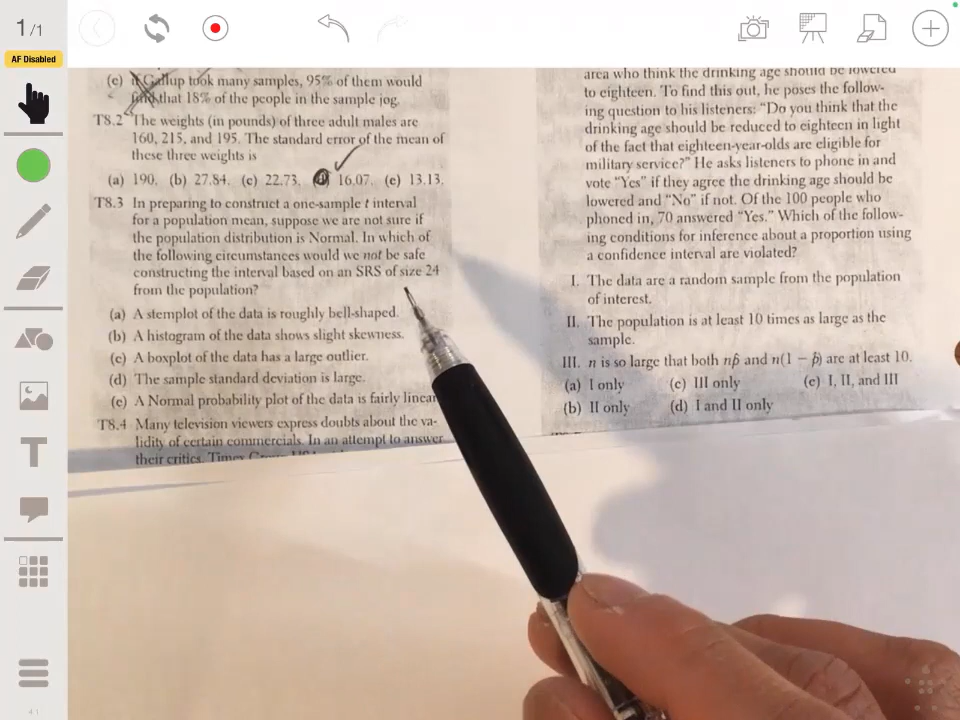 1/1
AF Disabled
(c) if Gallup took many samples, 95% of them would
find that 18% of the people in the sample jog.
T8.2 The weights (in pounds) of three adult males are
160, 215, and 195. The standard error of the mean of
these three weights is
(a) 190. (b) 27.84. (c) 22.73. (d) 16.07. (e) 13.13.
T8.3 In preparing to construct a one-sample t interval
for a population mean, suppose we are not sure if
the population distribution is Normal. In which of
the following circumstances would we not be safe
constructing the interval based on an SRS of size 24
from the population?
(a) A stemplot of the data is roughly bell-shaped.
(b) A histogram of the data shows slight skewness.
(c) A boxplot of the data has a large outlier.
(d) The sample standard deviation is large.
(e) A Normal probability plot of the data is fairly linear
T8.4 Many television viewers express doubts about the va-
lidity of certain commercials. In an attempt to answer
their critics, Timex
area who think the drinking age should be lowered
to eighteen. To find this out, he poses the follow-
ing question to his listeners: "Do you think that the
drinking age should be reduced to eighteen in light
of the fact that eighteen-year-olds are eligible for
military service?" He asks listeners to phone in and
vote "Yes" if they agree the drinking age should be
lowered and "No" if not. Of the 100 people who
phoned in, 70 answered "Yes." Which of the follow-
ing conditions for inference about a proportion using
a confidence interval are violated?
I. The data are a random sample from the population
of interest.
II. The population is at least 10 times as large as the
sample.
III. n is so large that both np̂ and n(1 − p̂) are at least 10.
(a) I only (c) III only (e) I, II, and III
(b) II only (d) I and II only
T